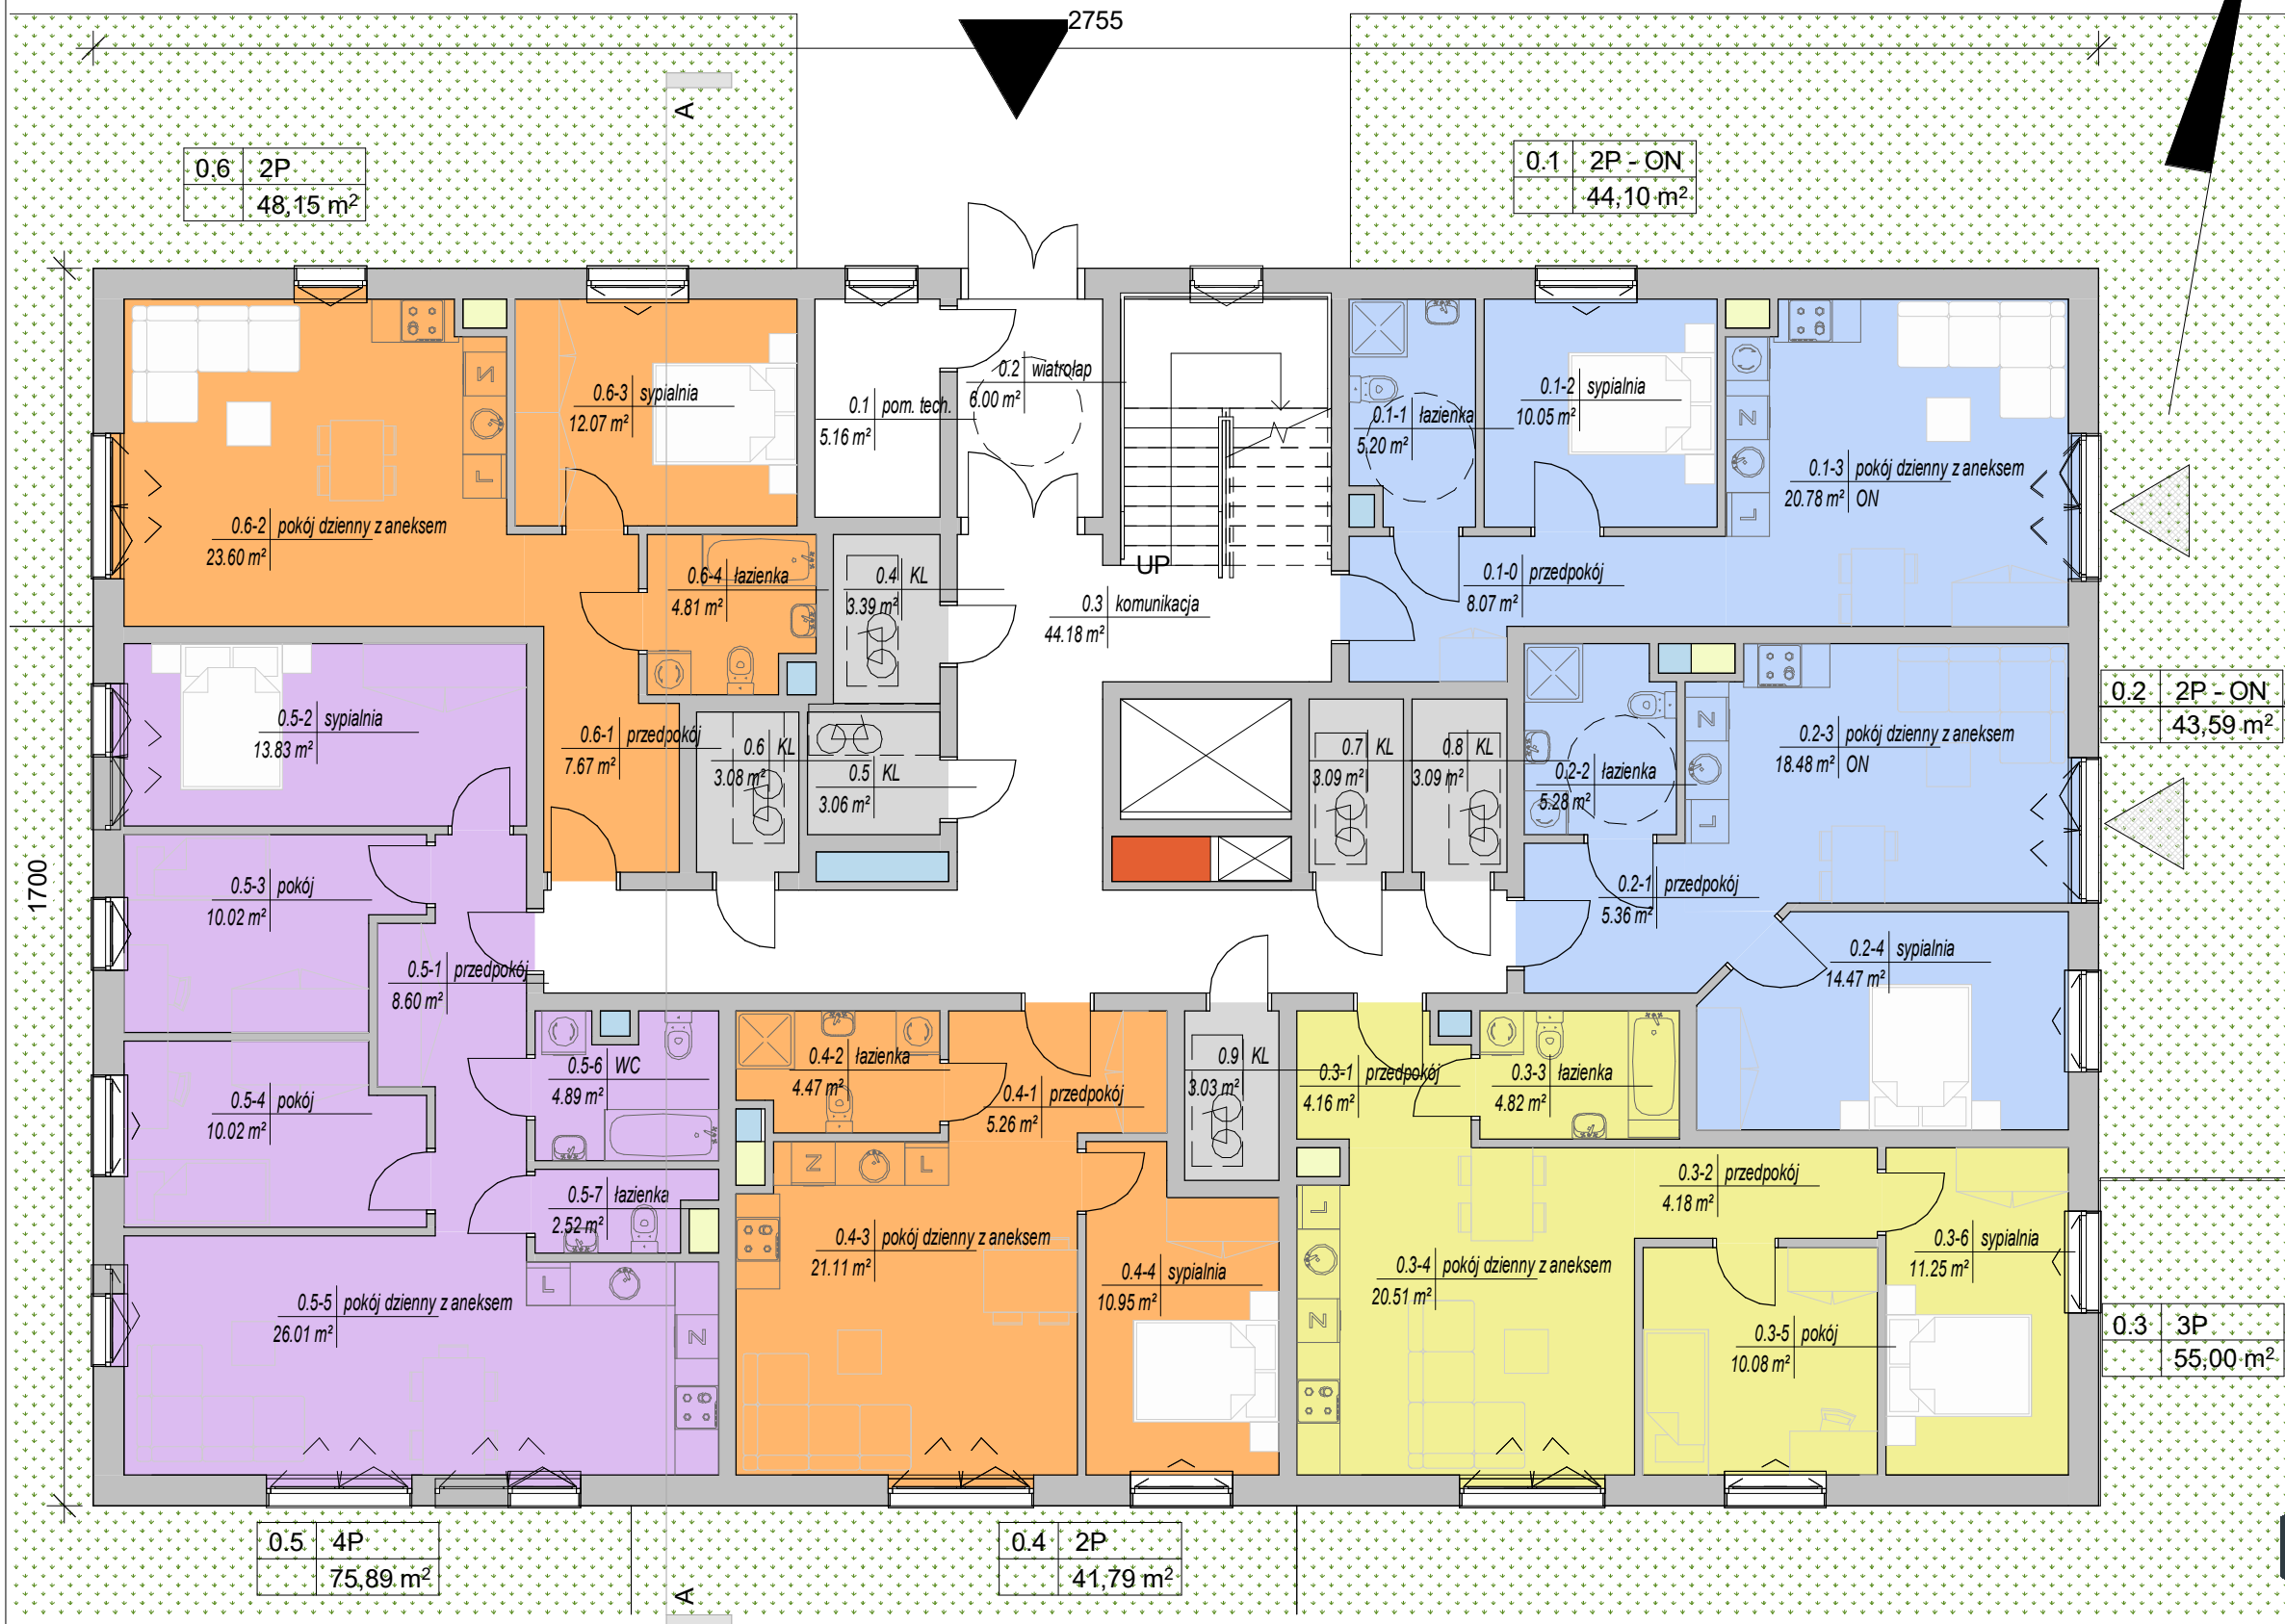 2755
A
0.6 2P
48,15 m²
0.1 2P - ON
44,10 m²
0.6-3 sypialnia
12.07 m²
0.2 wiatrołap
6.00 m²
0.1 pom. tech.
5.16 m²
0.1-1 łazienka
5.20 m²
0.1-2 sypialnia
10.05 m²
N
Z
0.1-3 pokój dzienny z aneksem
20.78 m² ON
L
L
0.6-2 pokój dzienny z aneksem
23.60 m²
0.6-4 łazienka
4.81 m²
0.4 KL
3.39 m²
UP
0.3 komunikacja
44.18 m²
0.1-0 przedpokój
8.07 m²
0.5-2 sypialnia
13.83 m²
0.6-1 przedpokój
7.67 m²
0.6 KL
3.08 m²
0.5 KL
3.06 m²
0.7 KL
3.09 m²
0.8 KL
3.09 m²
0.2-2 łazienka
5.28 m²
Z
L
0.2-3 pokój dzienny z aneksem
18.48 m² ON
0.2 2P - ON
43,59 m²
1700
0.5-3 pokój
10.02 m²
0.2-1 przedpokój
5.36 m²
0.5-1 przedpokój
8.60 m²
0.2-4 sypialnia
14.47 m²
0.5-4 pokój
10.02 m²
0.5-6 WC
4.89 m²
0.4-2 łazienka
4.47 m²
0.4-1 przedpokój
5.26 m²
0.9 KL
3.03 m²
0.3-1 przedpokój
4.16 m²
0.3-3 łazienka
4.82 m²
Z
L
0.5-7 łazienka
2.52 m²
0.3-2 przedpokój
4.18 m²
L
0.4-3 pokój dzienny z aneksem
21.11 m²
0.4-4 sypialnia
10.95 m²
0.3-4 pokój dzienny z aneksem
20.51 m²
0.3-6 sypialnia
11.25 m²
L
0.5-5 pokój dzienny z aneksem
26.01 m²
Z
Z
0.3-5 pokój
10.08 m²
0.3 3P
55,00 m²
0.5 4P
75,89 m²
0.4 2P
41,79 m²
A